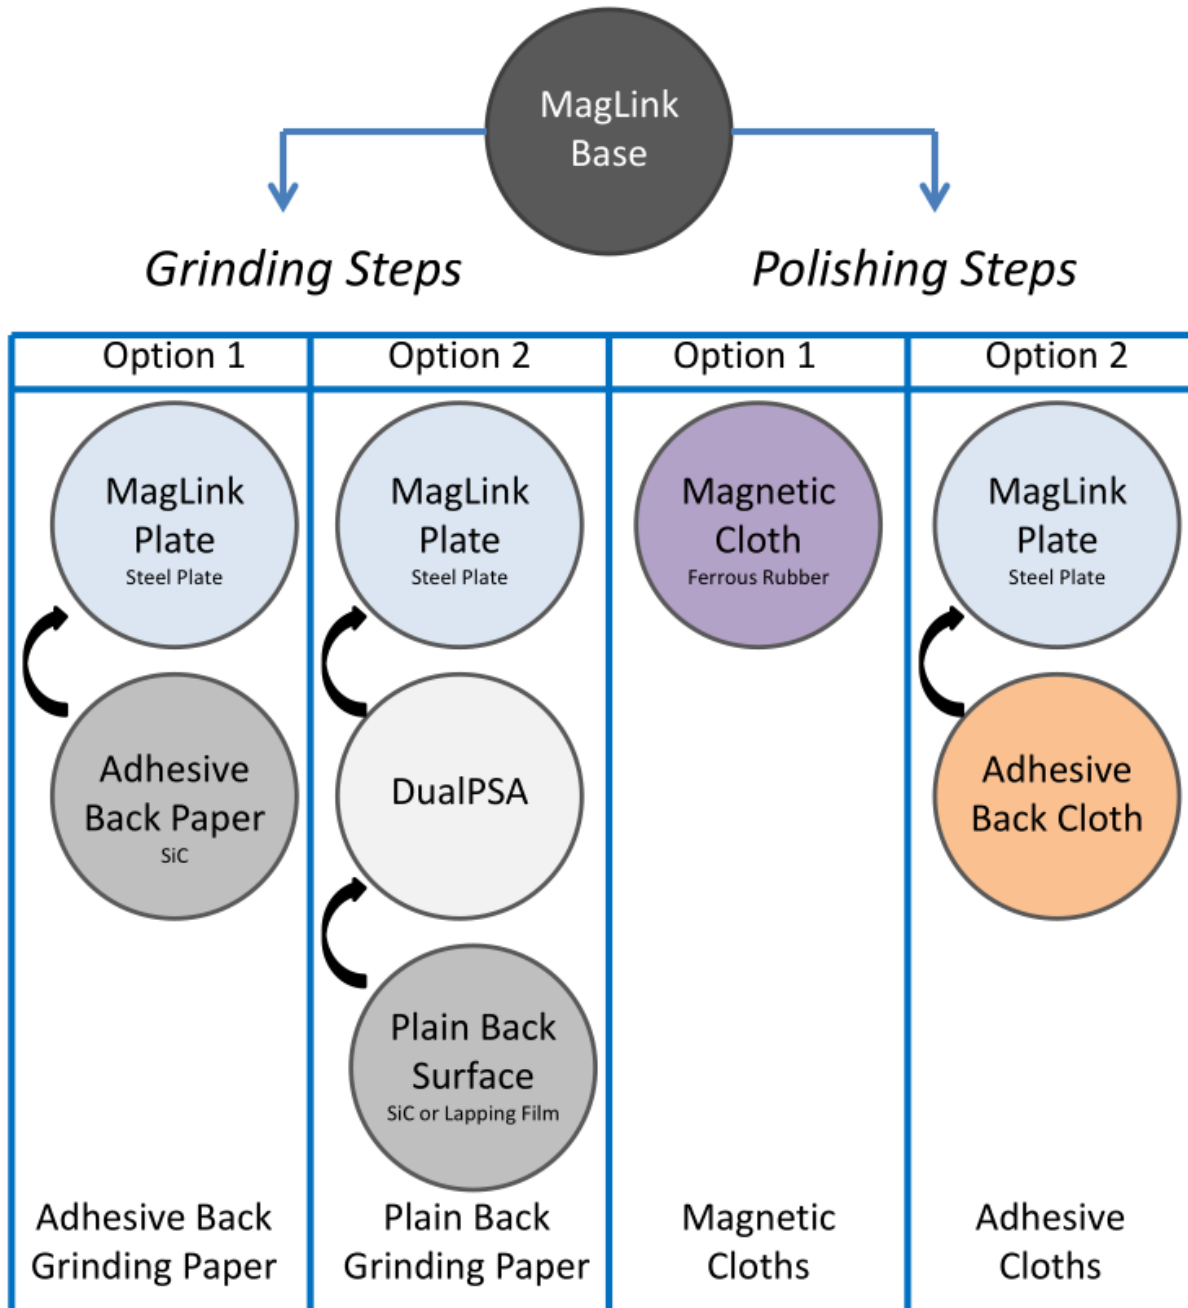 MagLink
Base
Grinding Steps
Polishing Steps
Option 1
Option 2
Option 1
Option 2
MagLink
Plate
Steel Plate
MagLink
Plate
Steel Plate
Magnetic
Cloth
Ferrous Rubber
MagLink
Plate
Steel Plate
Adhesive
Back Paper
SiC
DualPSA
Adhesive
Back Cloth
Plain Back
Surface
SiC or Lapping Film
Adhesive Back
Grinding Paper
Plain Back
Grinding Paper
Magnetic
Cloths
Adhesive
Cloths